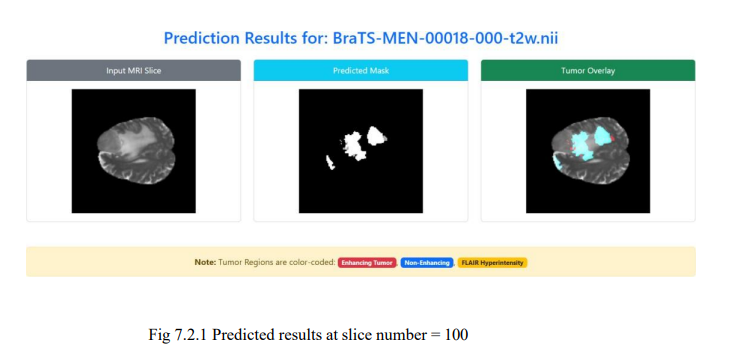 Prediction Results for: BraTS-MEN-00018-000-t2w.nii
Input MRI Slice
Predicted Mask
Tumor Overlay
Note: Tumor Regions are color-coded: Enhancing Tumor, Non-Enhancing, FLAIR Hyperintensity
Fig 7.2.1 Predicted results at slice number = 100